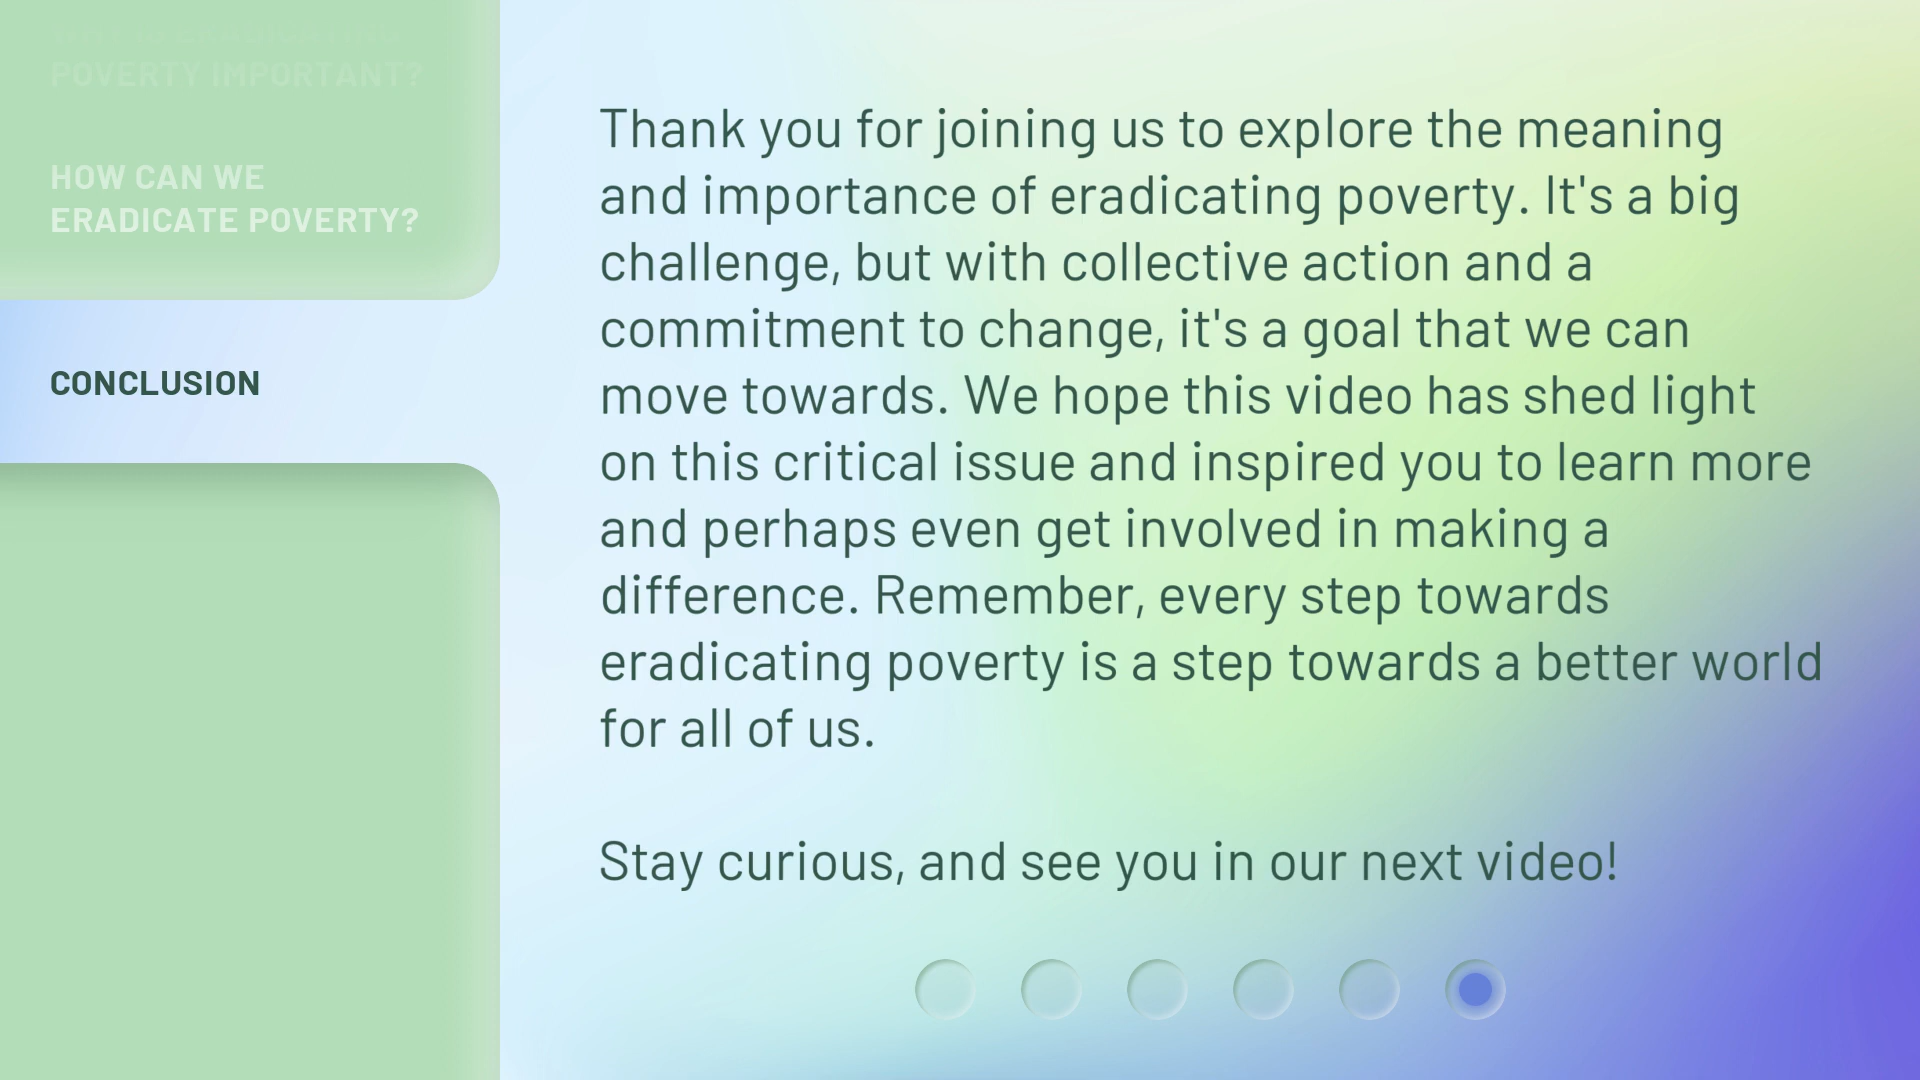 POVERTY IMPORTANT?
HOW CAN WE
ERADICATE POVERTY?
CONCLUSION
Thank you for joining us to explore the meaning
and importance of eradicating poverty. It's a big
challenge, but with collective action and a
commitment to change, it's a goal that we can
move towards. We hope this video has shed light
on this critical issue and inspired you to learn more
and perhaps even get involved in making a
difference. Remember, every step towards
eradicating poverty is a step towards a better world
for all of us.
Stay curious, and see you in our next video!